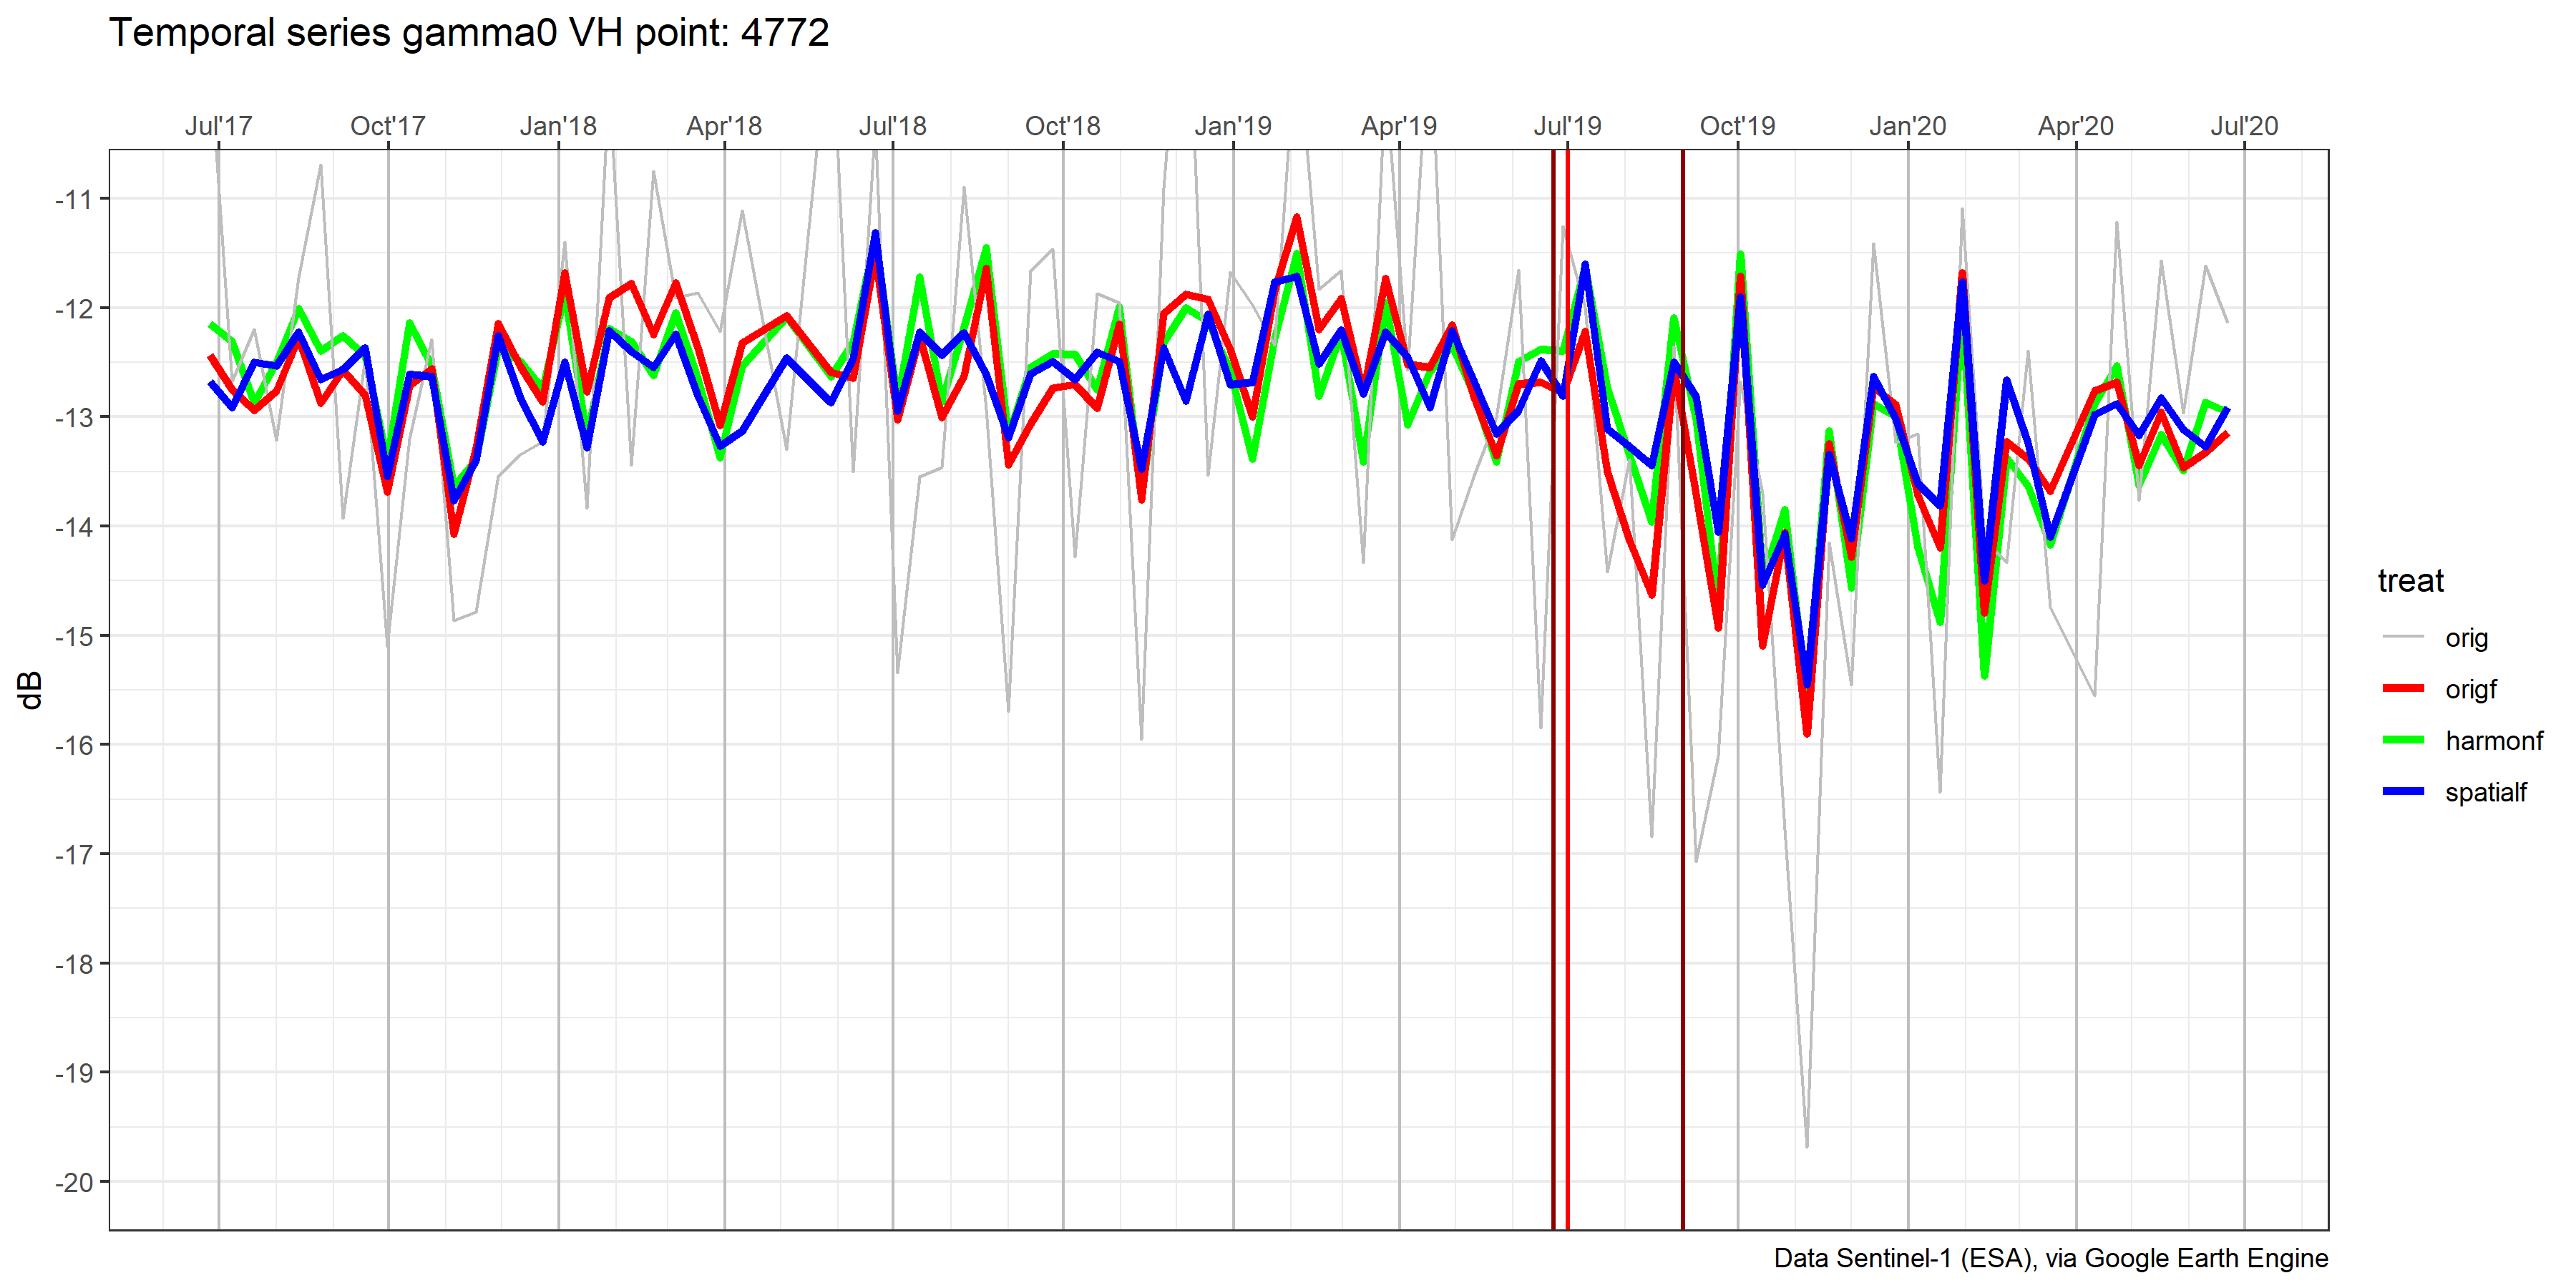 Temporal series gamma0 VH point: 4772
Jul'17 Oct'17 Jan'18 Apr'18 Jul'18 Oct'18 Jan'19 Apr'19 Jul'19 Oct'19 Jan'20 Apr'20 Jul'20
-11
-12
-13
-14
-15
-16
-17
-18
-19
-20
dB
treat
orig
origf
harmonf
spatialf
Data Sentinel-1 (ESA), via Google Earth Engine